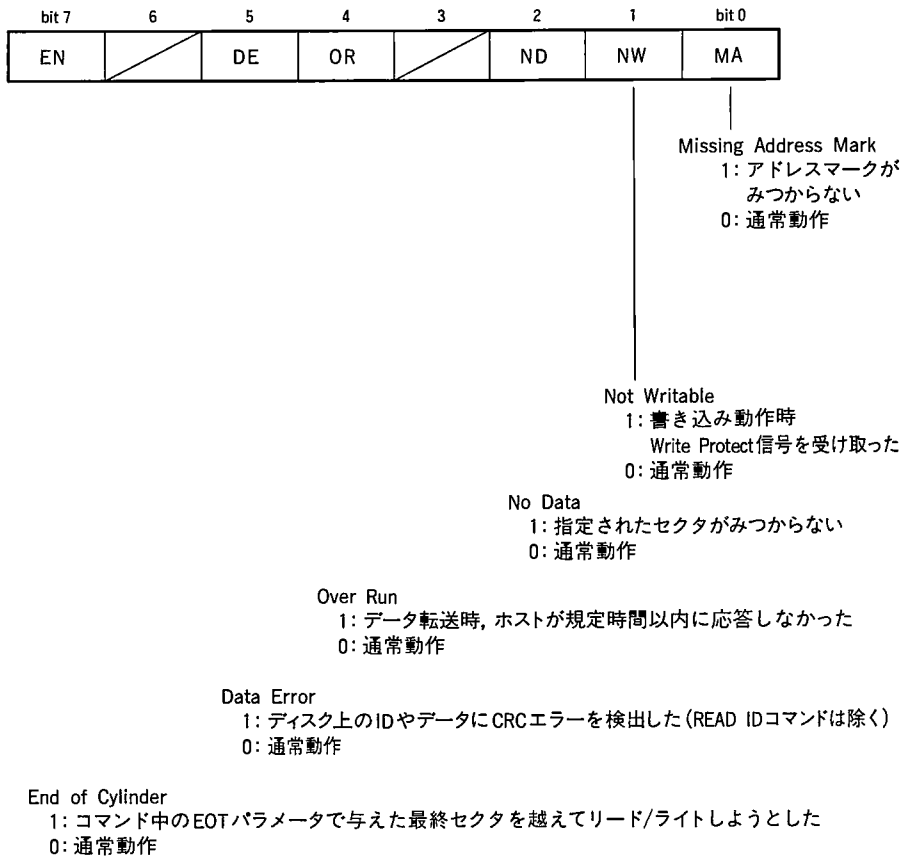 bit 7 6 5 4 3 2 1 bit 0
EN DE OR ND NW MA
Missing Address Mark
1: アドレスマークが
みつからない
0: 通常動作
Not Writable
1: 書き込み動作時
Write Protect信号を受け取った
0: 通常動作
No Data
1: 指定されたセクタがみつからない
0: 通常動作
Over Run
1: データ転送時, ホストが規定時間以内に応答しなかった
0: 通常動作
Data Error
1: ディスク上のIDやデータにCRCエラーを検出した(READ IDコマンドは除く)
0: 通常動作
End of Cylinder
1: コマンド中のEOTパラメータで与えた最終セクタを越えてリード/ライトしようとした
0: 通常動作